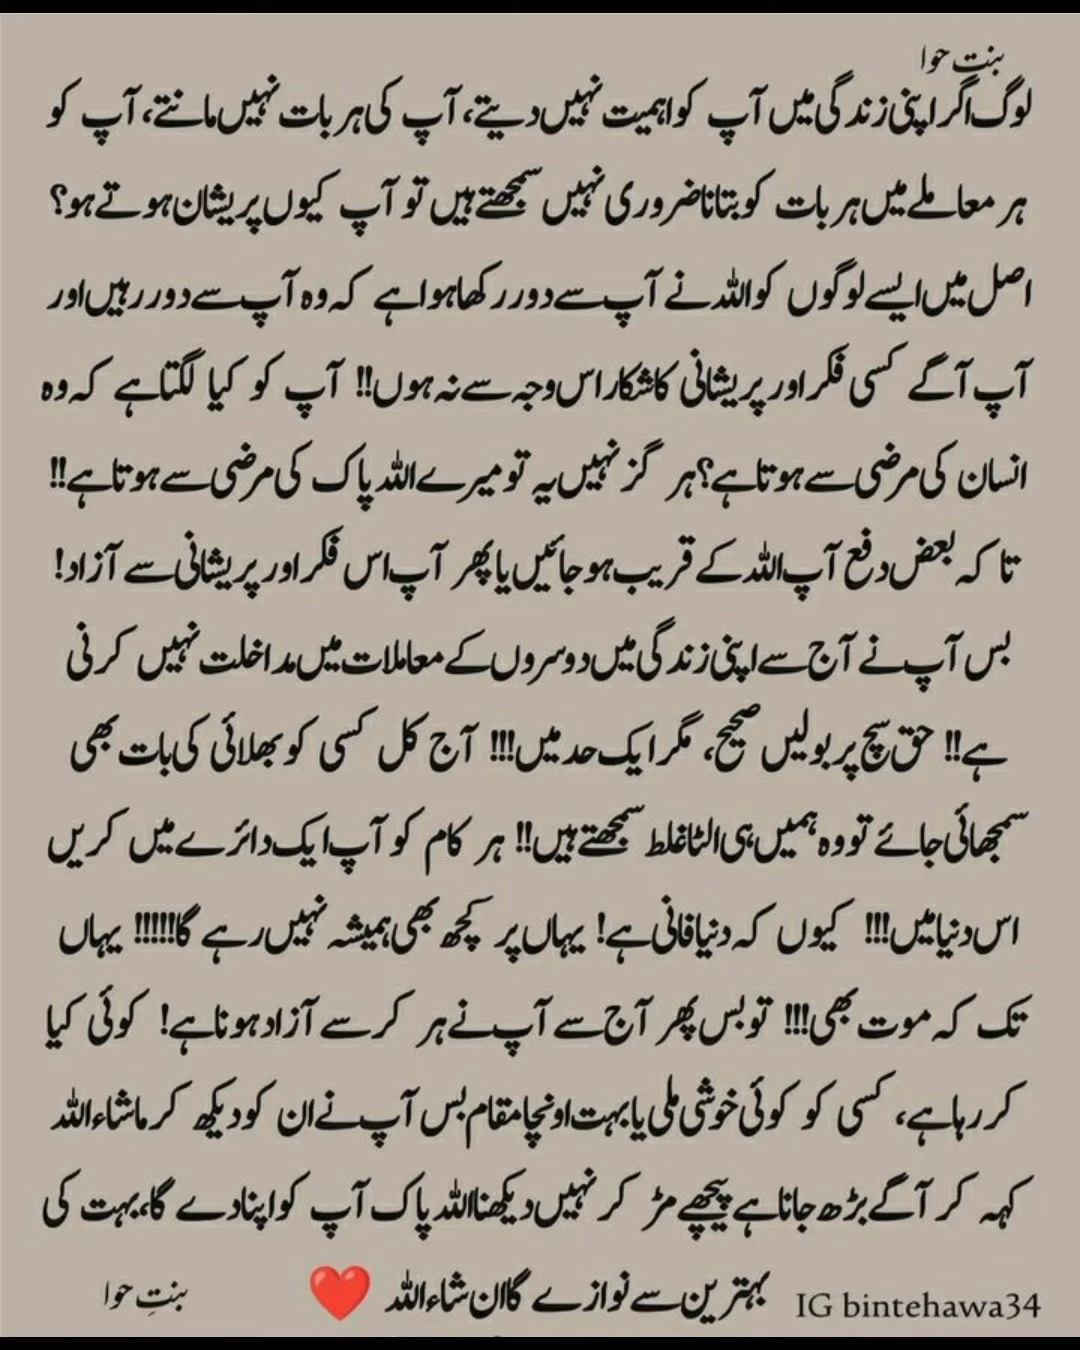 بنت حوا
لوگ اگر اپنی زندگی میں آپ کو اہمیت نہیں دیتے، آپ کی ہر بات نہیں مانتے، آپ کو
ہر معاملے میں ہر بات کو بتانا ضروری نہیں سمجھتے ہیں تو آپ کیوں پریشان ہوتے ہو؟
اصل میں ایسے لوگوں کو اللہ نے آپ سے دور رکھا ہوا ہے کہ وہ آپ سے دور رہیں اور
آپ آگے کسی فکر اور پریشانی کا شکار اس وجہ سے نہ ہوں!! آپ کو کیا لگتا ہے کہ وہ
انسان کی مرضی سے ہوتا ہے؟ ہر گز نہیں یہ تو میرے اللہ پاک کی مرضی سے ہوتا ہے!!
تا کہ بعض دفع آپ اللہ کے قریب ہو جائیں یا پھر آپ اس فکر اور پریشانی سے آزاد!
بس آپ نے آج سے اپنی زندگی میں دوسروں کے معاملات میں مداخلت نہیں کرنی
ہے!! حق سچ پر بولیں صحیح، مگر ایک حد میں!!! آج کل کسی کو بھلائی کی بات بھی
سمجھائی جائے تو وہ ہمیں ہی الٹا غلط سمجھتے ہیں!! ہر کام کو آپ ایک دائرے میں کریں
اس دنیا میں!!! کیوں کہ دنیا فانی ہے! یہاں پر کچھ بھی ہمیشہ نہیں رہے گا!!!!!! یہاں
تک کہ موت بھی!!! تو بس پھر آج سے آپ نے ہر کر سے آزاد ہونا ہے! کوئی کیا
کر رہا ہے، کسی کو کوئی خوشی ملی یا بہت اونچا مقام بس آپ نے ان کو دیکھ کر ماشاء اللہ
کہہ کر آگے بڑھ جانا ہے پیچھے مڑ کر نہیں دیکھنا اللہ پاک آپ کو اپنا دے گا، بہت کی
بہترین سے نوازے گا ان شاء اللہ ❤️
IG bintehawa34
بنتِ حوا